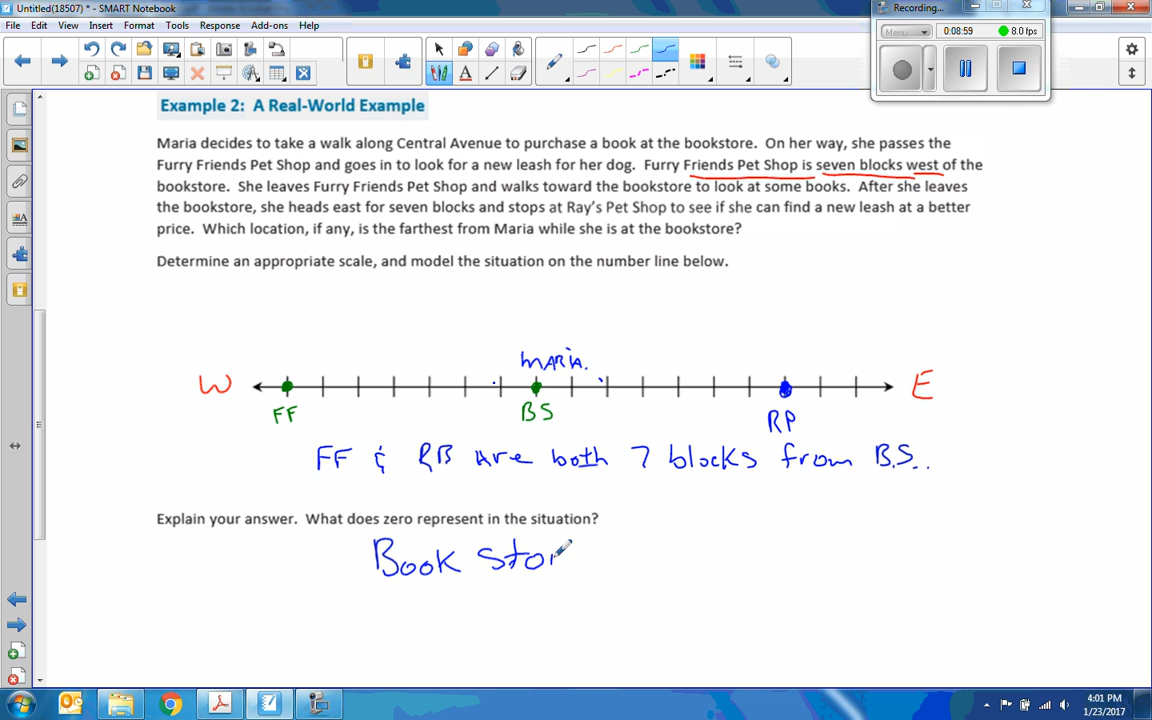 Untitled(18507) * - SMART Notebook
File Edit View Insert Format Tools Response Add-ons Help
Recording...
Menu
0:08:59
8.0 fps
Example 2: A Real-World Example
Maria decides to take a walk along Central Avenue to purchase a book at the bookstore. On her way, she passes the
Furry Friends Pet Shop and goes in to look for a new leash for her dog. Furry Friends Pet Shop is seven blocks west of the
bookstore. She leaves Furry Friends Pet Shop and walks toward the bookstore to look at some books. After she leaves
the bookstore, she heads east for seven blocks and stops at Ray's Pet Shop to see if she can find a new leash at a better
price. Which location, if any, is the farthest from Maria while she is at the bookstore?
Determine an appropriate scale, and model the situation on the number line below.
MARIA.
W E
FF BS RP
FF & RB Are both 7 blocks from B.S..
Explain your answer. What does zero represent in the situation?
Book Stor
4:01 PM
1/23/2017